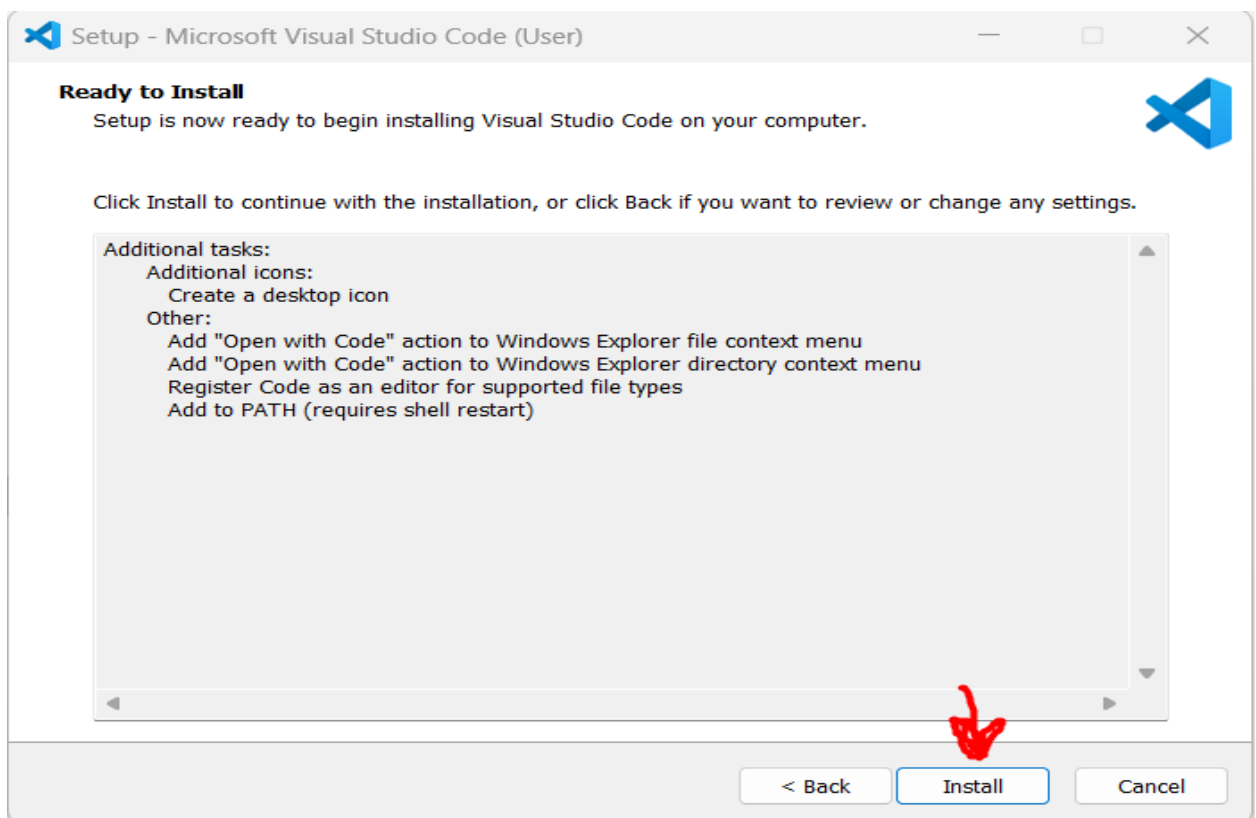 Setup - Microsoft Visual Studio Code (User)
Ready to Install
Setup is now ready to begin installing Visual Studio Code on your computer.
Click Install to continue with the installation, or click Back if you want to review or change any settings.
Additional tasks:
Additional icons:
Create a desktop icon
Other:
Add "Open with Code" action to Windows Explorer file context menu
Add "Open with Code" action to Windows Explorer directory context menu
Register Code as an editor for supported file types
Add to PATH (requires shell restart)
< Back Install Cancel